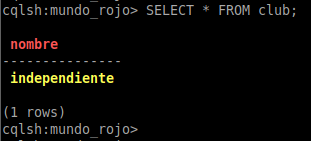 cqlsh:mundo_rojo> SELECT * FROM club;
nombre
---------------
independiente
(1 rows)
cqlsh:mundo_rojo>